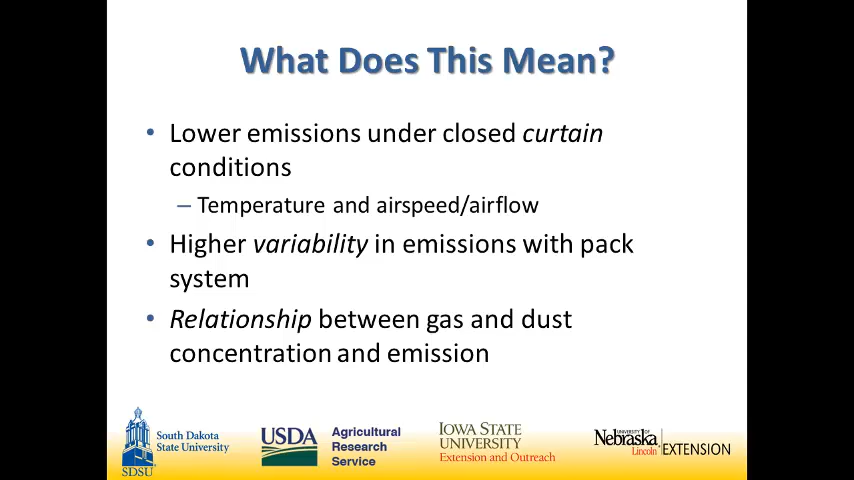 What Does This Mean?
• Lower emissions under closed curtain
conditions
– Temperature and airspeed/airflow
• Higher variability in emissions with pack
system
• Relationship between gas and dust
concentration and emission
SDSU
South Dakota
State University
USDA
Agricultural
Research
Service
IOWA STATE
UNIVERSITY
Extension and Outreach
UNIVERSITY OF
Nebraska
Lincoln
EXTENSION